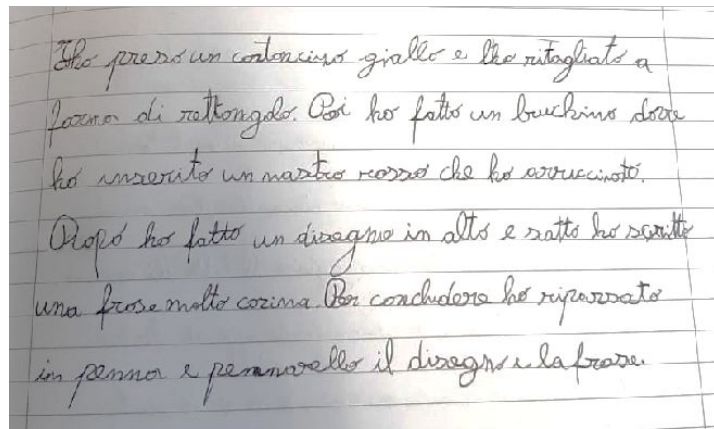 Ho preso un cartoncino giallo e lho ritagliato a
forma di rettangolo. Poi ho fatto un buchino dove
ho inserito un nastro rosso che ho arricciato.
Dopo ho fatto un disegno in alto e sotto ho scritto
una frase molto carina. Per concludere ho ripassato
in penna e pennarello il disegno e la frase.